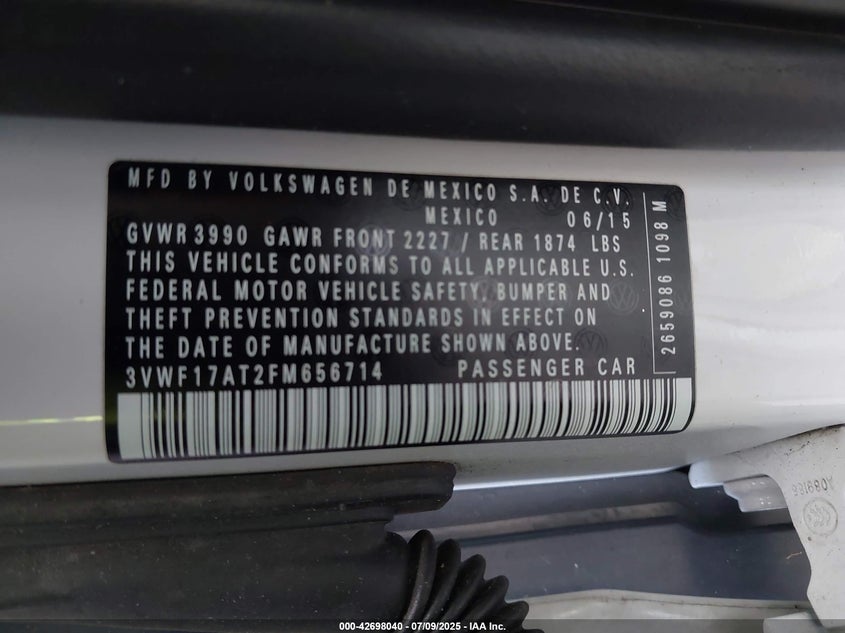 MFD BY VOLKSWAGEN DE MEXICO S.A. DE C.V.
MEXICO 06/15
GVWR 3990 GAWR FRONT 2227 / REAR 1874 LBS
THIS VEHICLE CONFORMS TO ALL APPLICABLE U.S.
FEDERAL MOTOR VEHICLE SAFETY, BUMPER AND
THEFT PREVENTION STANDARDS IN EFFECT ON
THE DATE OF MANUFACTURE SHOWN ABOVE.
3VWF17AT2FM656714 PASSENGER CAR
2659086 1098 M
000-42698040 - 07/09/2025 - IAA Inc.